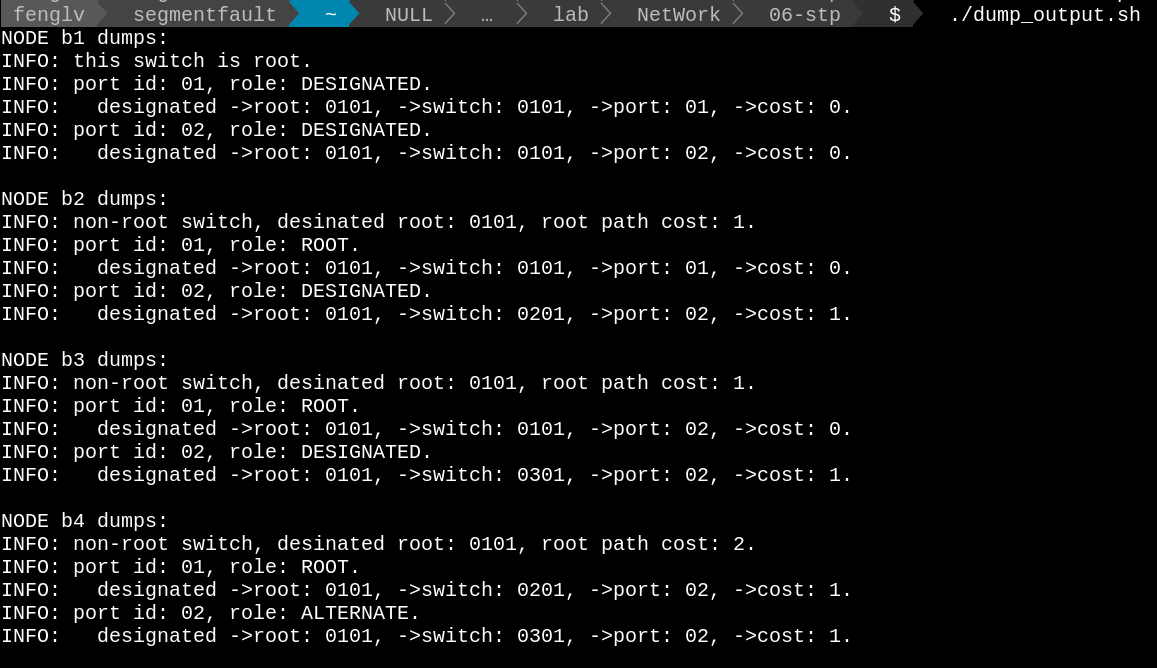 fenglv segmentfault ~ NULL … lab NetWork 06-stp $ ./dump_output.sh
NODE b1 dumps:
INFO: this switch is root.
INFO: port id: 01, role: DESIGNATED.
INFO:   designated ->root: 0101, ->switch: 0101, ->port: 01, ->cost: 0.
INFO: port id: 02, role: DESIGNATED.
INFO:   designated ->root: 0101, ->switch: 0101, ->port: 02, ->cost: 0.

NODE b2 dumps:
INFO: non-root switch, desinated root: 0101, root path cost: 1.
INFO: port id: 01, role: ROOT.
INFO:   designated ->root: 0101, ->switch: 0101, ->port: 01, ->cost: 0.
INFO: port id: 02, role: DESIGNATED.
INFO:   designated ->root: 0101, ->switch: 0201, ->port: 02, ->cost: 1.

NODE b3 dumps:
INFO: non-root switch, desinated root: 0101, root path cost: 1.
INFO: port id: 01, role: ROOT.
INFO:   designated ->root: 0101, ->switch: 0101, ->port: 02, ->cost: 0.
INFO: port id: 02, role: DESIGNATED.
INFO:   designated ->root: 0101, ->switch: 0301, ->port: 02, ->cost: 1.

NODE b4 dumps:
INFO: non-root switch, desinated root: 0101, root path cost: 2.
INFO: port id: 01, role: ROOT.
INFO:   designated ->root: 0101, ->switch: 0201, ->port: 02, ->cost: 1.
INFO: port id: 02, role: ALTERNATE.
INFO:   designated ->root: 0101, ->switch: 0301, ->port: 02, ->cost: 1.